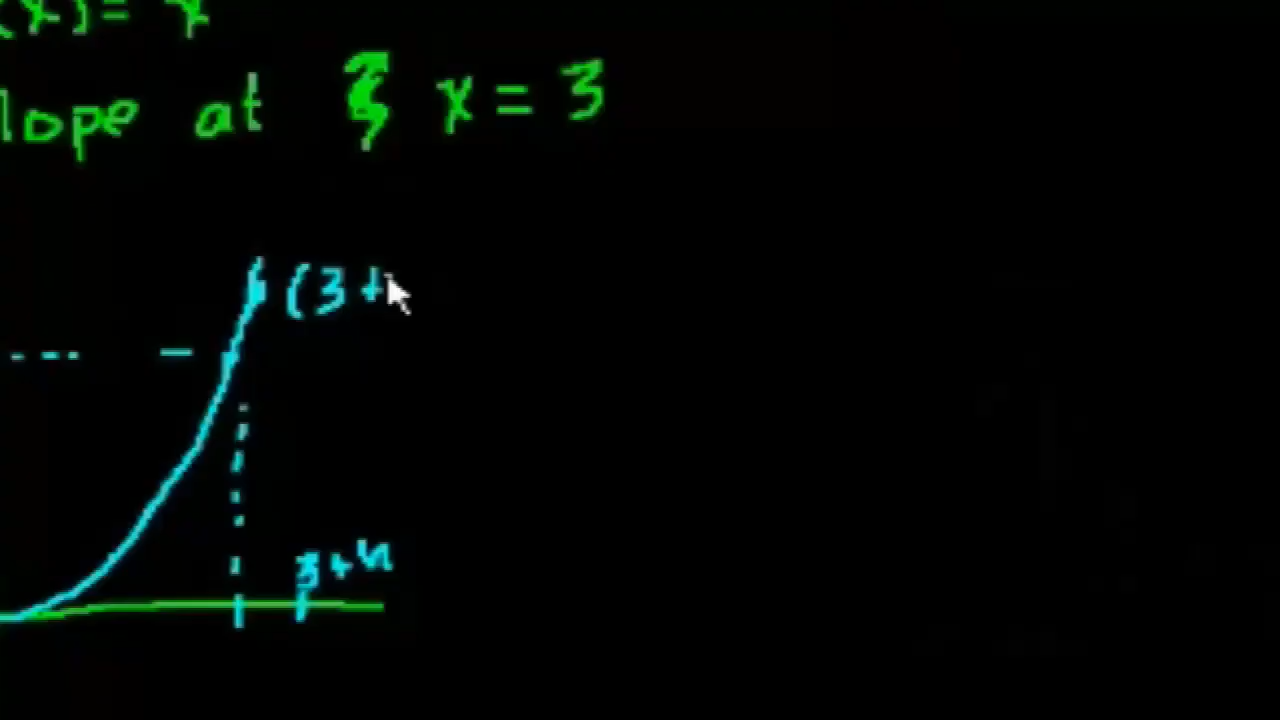 (x) = x
lope at x = 3
(3 +
3 + h